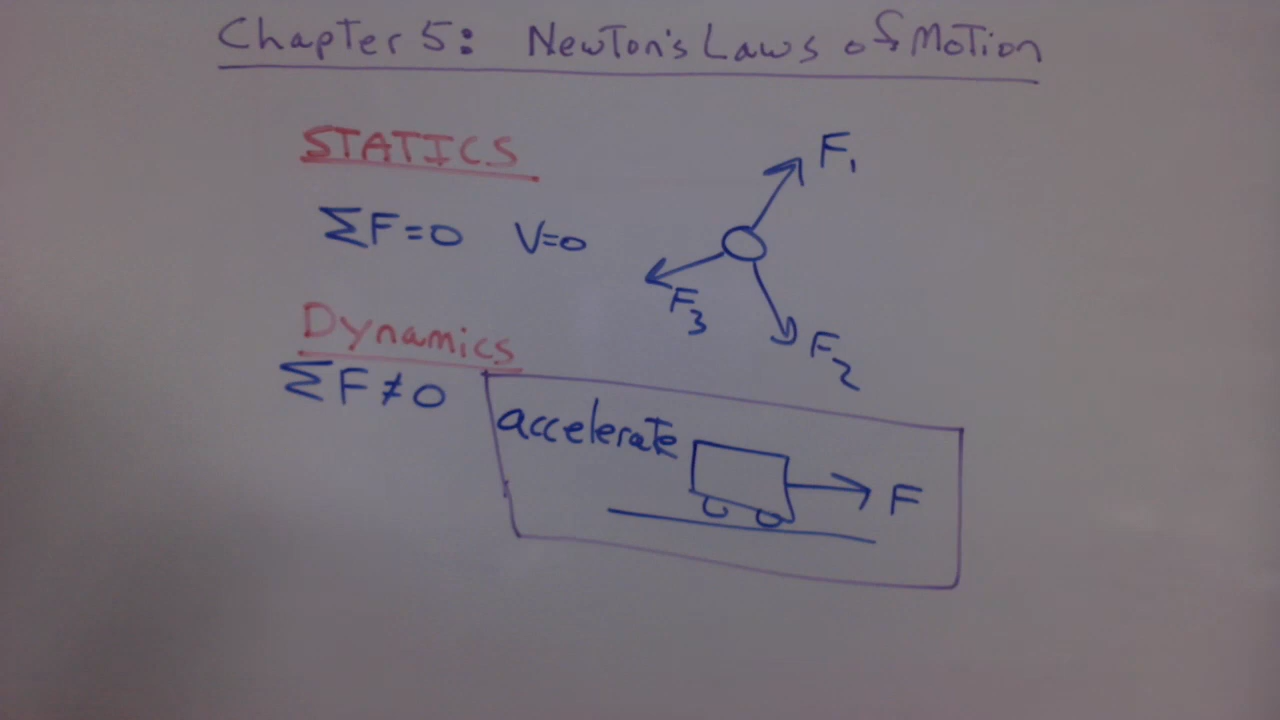 Chapter 5: Newton's Laws of Motion
STATICS
F₁
ΣF=0 V=0
F₃
F₂
Dynamics
ΣF≠0
accelerate
F